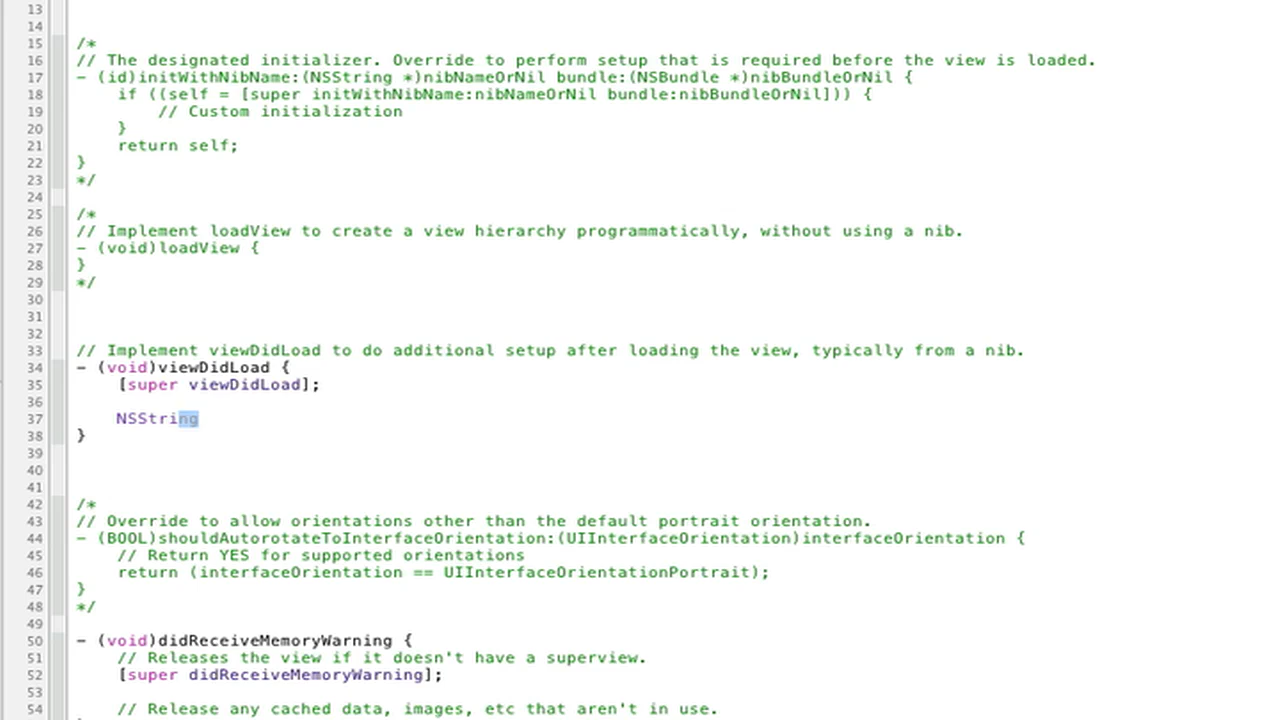 13
14
15 /*
16 // The designated initializer. Override to perform setup that is required before the view is loaded.
17 - (id)initWithNibName:(NSString *)nibNameOrNil bundle:(NSBundle *)nibBundleOrNil {
18 if ((self = [super initWithNibName:nibNameOrNil bundle:nibBundleOrNil])) {
19 // Custom initialization
20 }
21 return self;
22 }
23 */
24
25 /*
26 // Implement loadView to create a view hierarchy programmatically, without using a nib.
27 - (void)loadView {
28 }
29 */
30
31
32
33 // Implement viewDidLoad to do additional setup after loading the view, typically from a nib.
34 - (void)viewDidLoad {
35 [super viewDidLoad];
36
37 NSString
38 }
39
40
41
42 /*
43 // Override to allow orientations other than the default portrait orientation.
44 - (BOOL)shouldAutorotateToInterfaceOrientation:(UIInterfaceOrientation)interfaceOrientation {
45 // Return YES for supported orientations
46 return (interfaceOrientation == UIInterfaceOrientationPortrait);
47 }
48 */
49
50 - (void)didReceiveMemoryWarning {
51 // Releases the view if it doesn't have a superview.
52 [super didReceiveMemoryWarning];
53
54 // Release any cached data, images, etc that aren't in use.